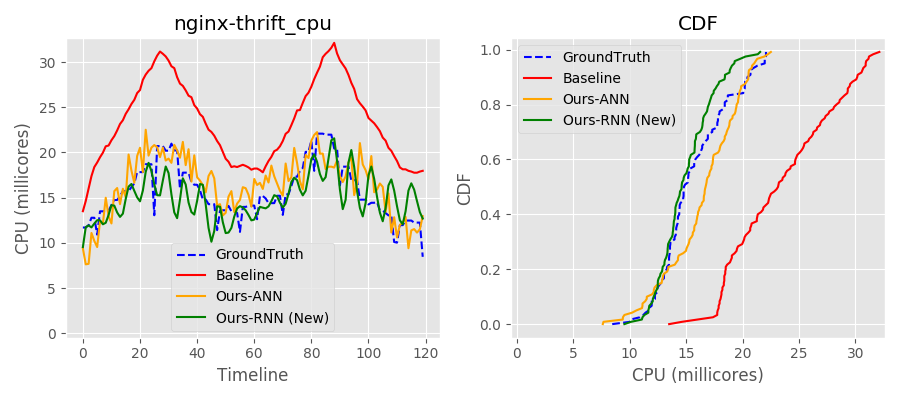 nginx-thrift_cpu
CPU (millicores)
30
25
20
15
10
5
0
GroundTruth
Baseline
Ours-ANN
Ours-RNN (New)
0 20 40 60 80 100 120
Timeline
CDF
CDF
1.0
0.8
0.6
0.4
0.2
0.0
GroundTruth
Baseline
Ours-ANN
Ours-RNN (New)
0 5 10 15 20 25 30
CPU (millicores)